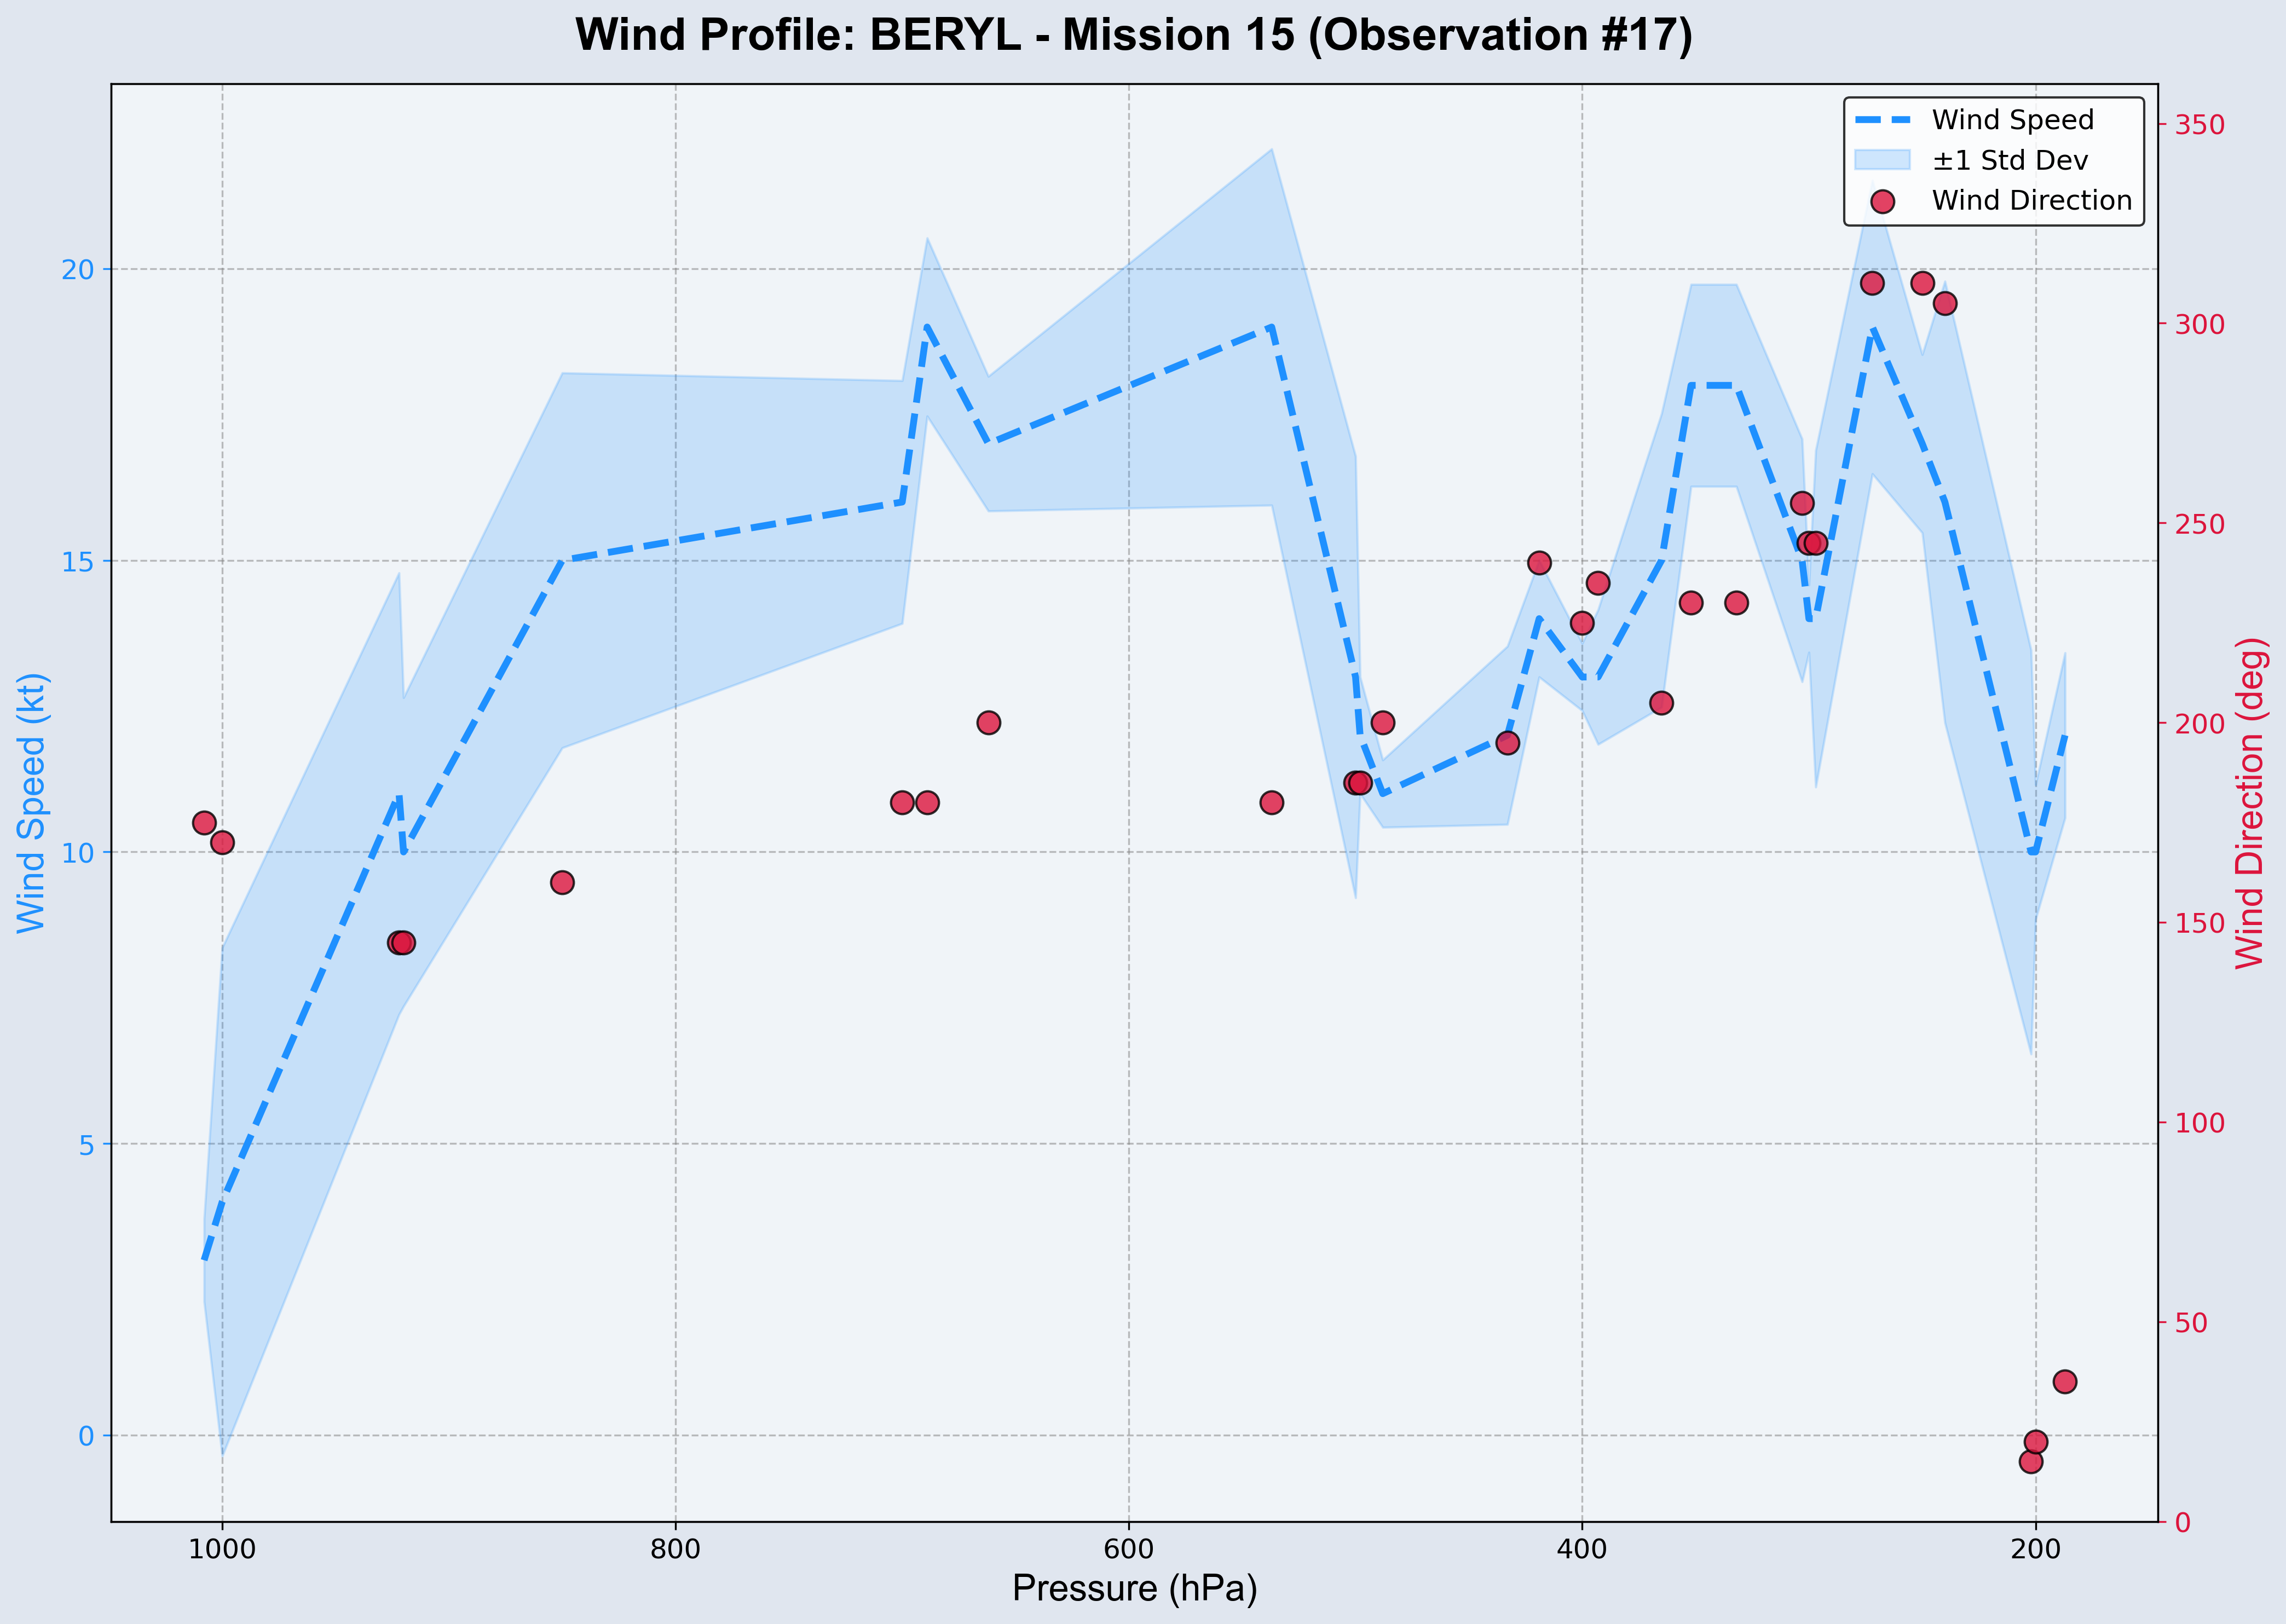 Wind Profile: BERYL - Mission 15 (Observation #17)
Wind Speed
±1 Std Dev
Wind Direction
Wind Speed (kt)
20
15
10
5
0
350
300
250
200
150
100
50
0
Wind Direction (deg)
1000 800 600 400 200
Pressure (hPa)